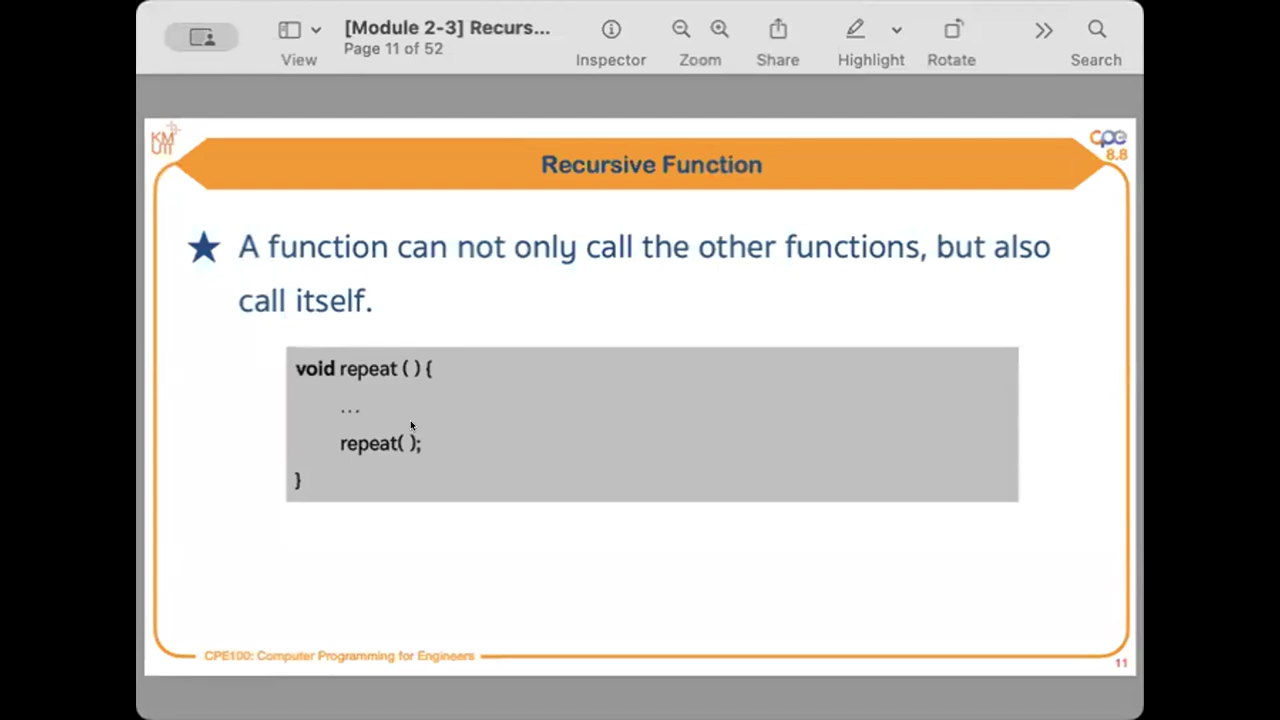 [Module 2-3] Recurs...
Page 11 of 52
View
Inspector
Zoom
Share
Highlight
Rotate
Search
KM
UTT
cpe
8.8
Recursive Function
A function can not only call the other functions, but also
call itself.
void repeat ( ) {
...
repeat( );
}
CPE100: Computer Programming for Engineers
11